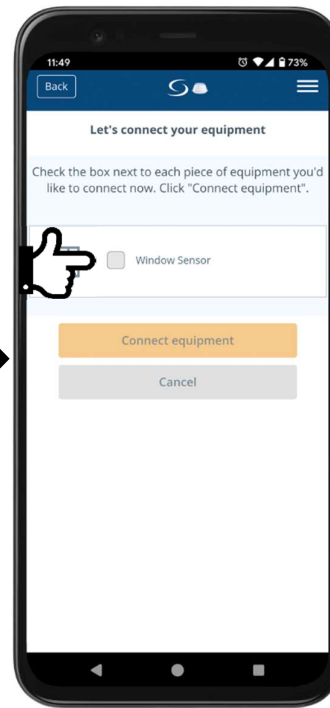 11:49 73%
Back
Let's connect your equipment
Check the box next to each piece of equipment you'd
like to connect now. Click "Connect equipment".
Window Sensor
Connect equipment
Cancel